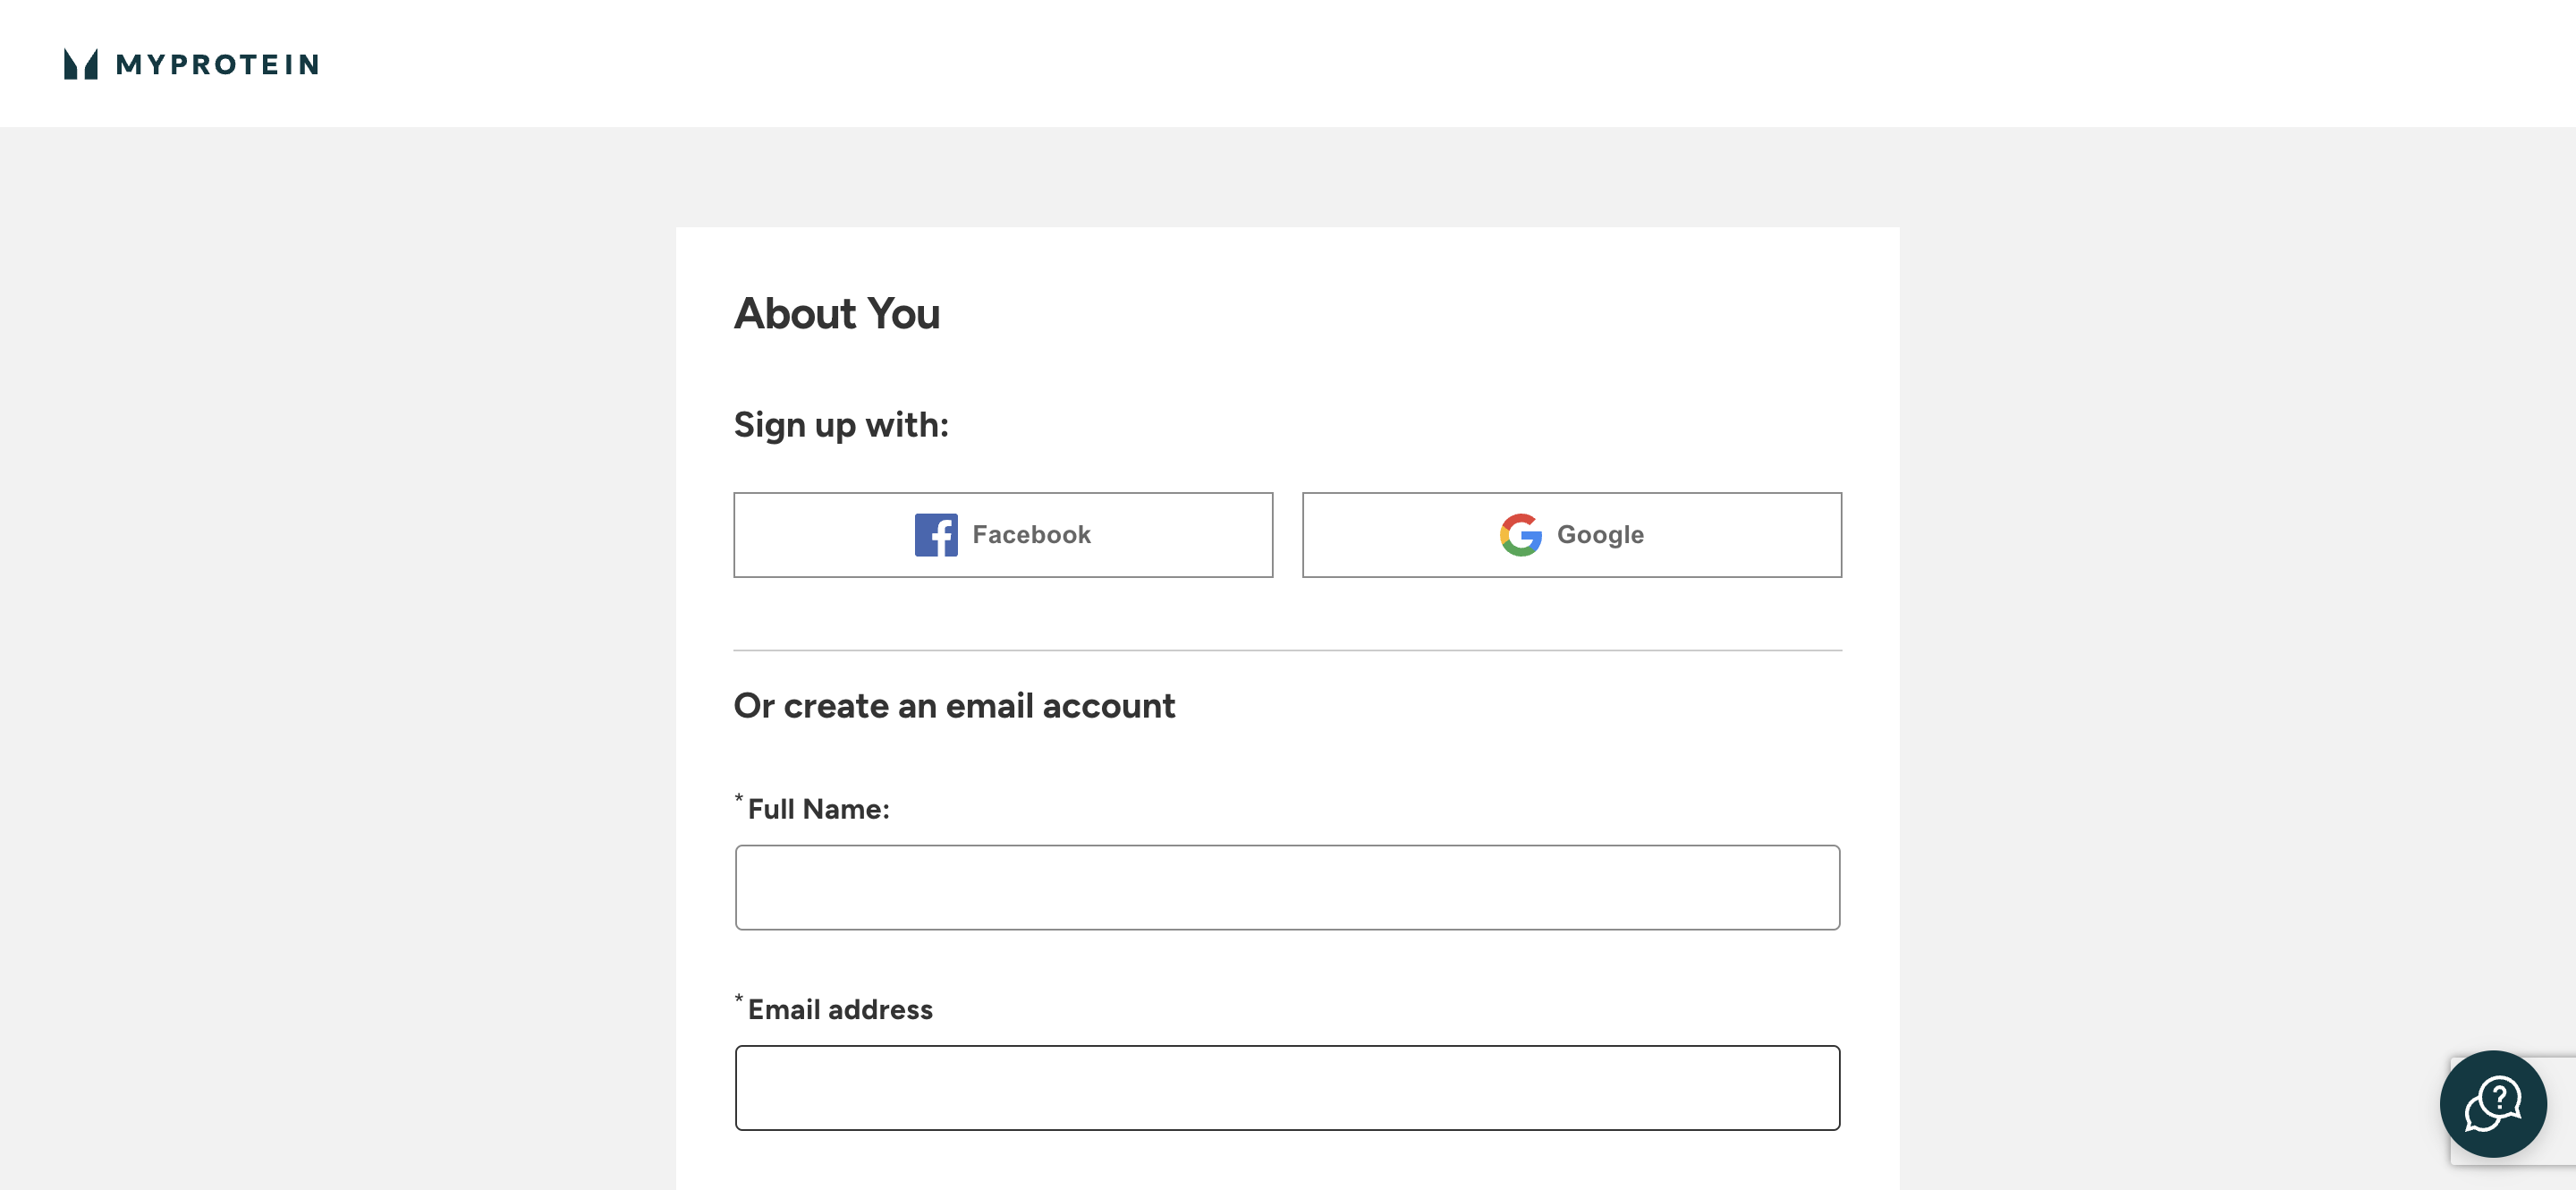 MYPROTEIN
About You
Sign up with:
Facebook
Google
Or create an email account
* Full Name:
* Email address
?